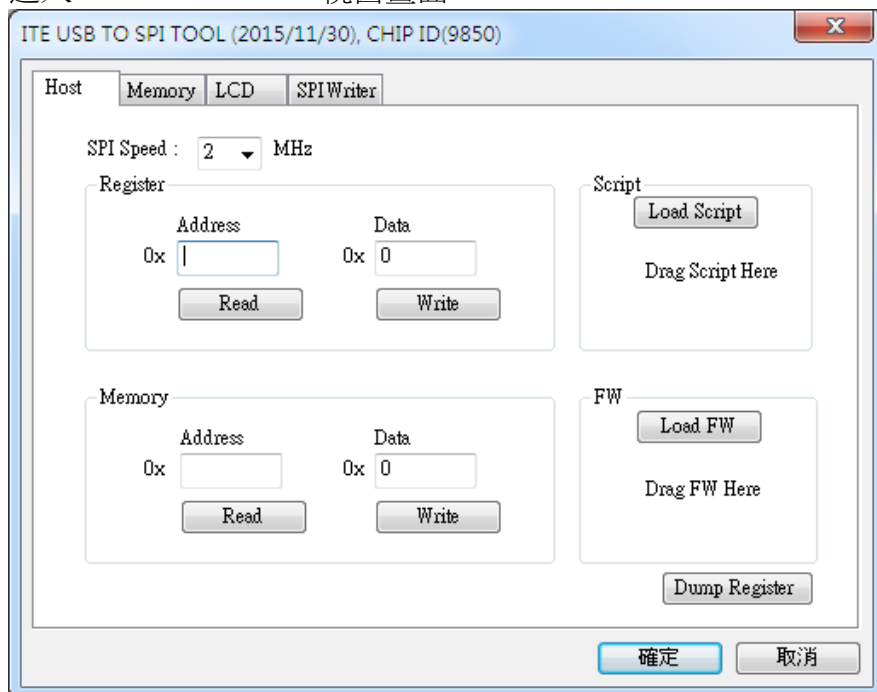 ITE USB TO SPI TOOL (2015/11/30), CHIP ID(9850)
Host Memory LCD SPI Writer
SPI Speed : 2 MHz
Register
Address Data
0x 0x 0
Read Write
Script
Load Script
Drag Script Here
Memory
Address Data
0x 0x 0
Read Write
FW
Load FW
Drag FW Here
Dump Register
確定 取消